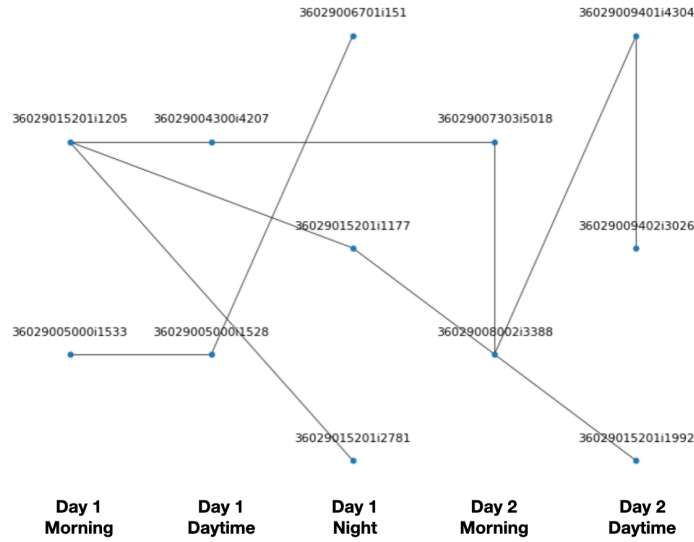 36029006701i151
36029009401i4304
36029015201i1205
36029004300i4207
36029007303i5018
36029015201i1177
36029009402i3026
36029005000i1533
36029005000i1528
36029008002i3388
36029015201i2781
36029015201i1992
Day 1 Morning
Day 1 Daytime
Day 1 Night
Day 2 Morning
Day 2 Daytime